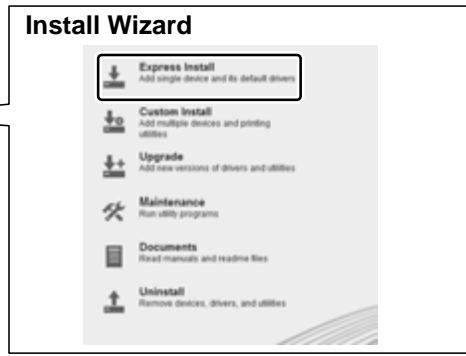 Install Wizard
Express Install
Add single device and its default drivers
Custom Install
Add multiple devices and printing
utilities
Upgrade
Add new versions of drivers and utilities
Maintenance
Run utility programs
Documents
Read manuals and readme files
Uninstall
Remove devices, drivers, and utilities